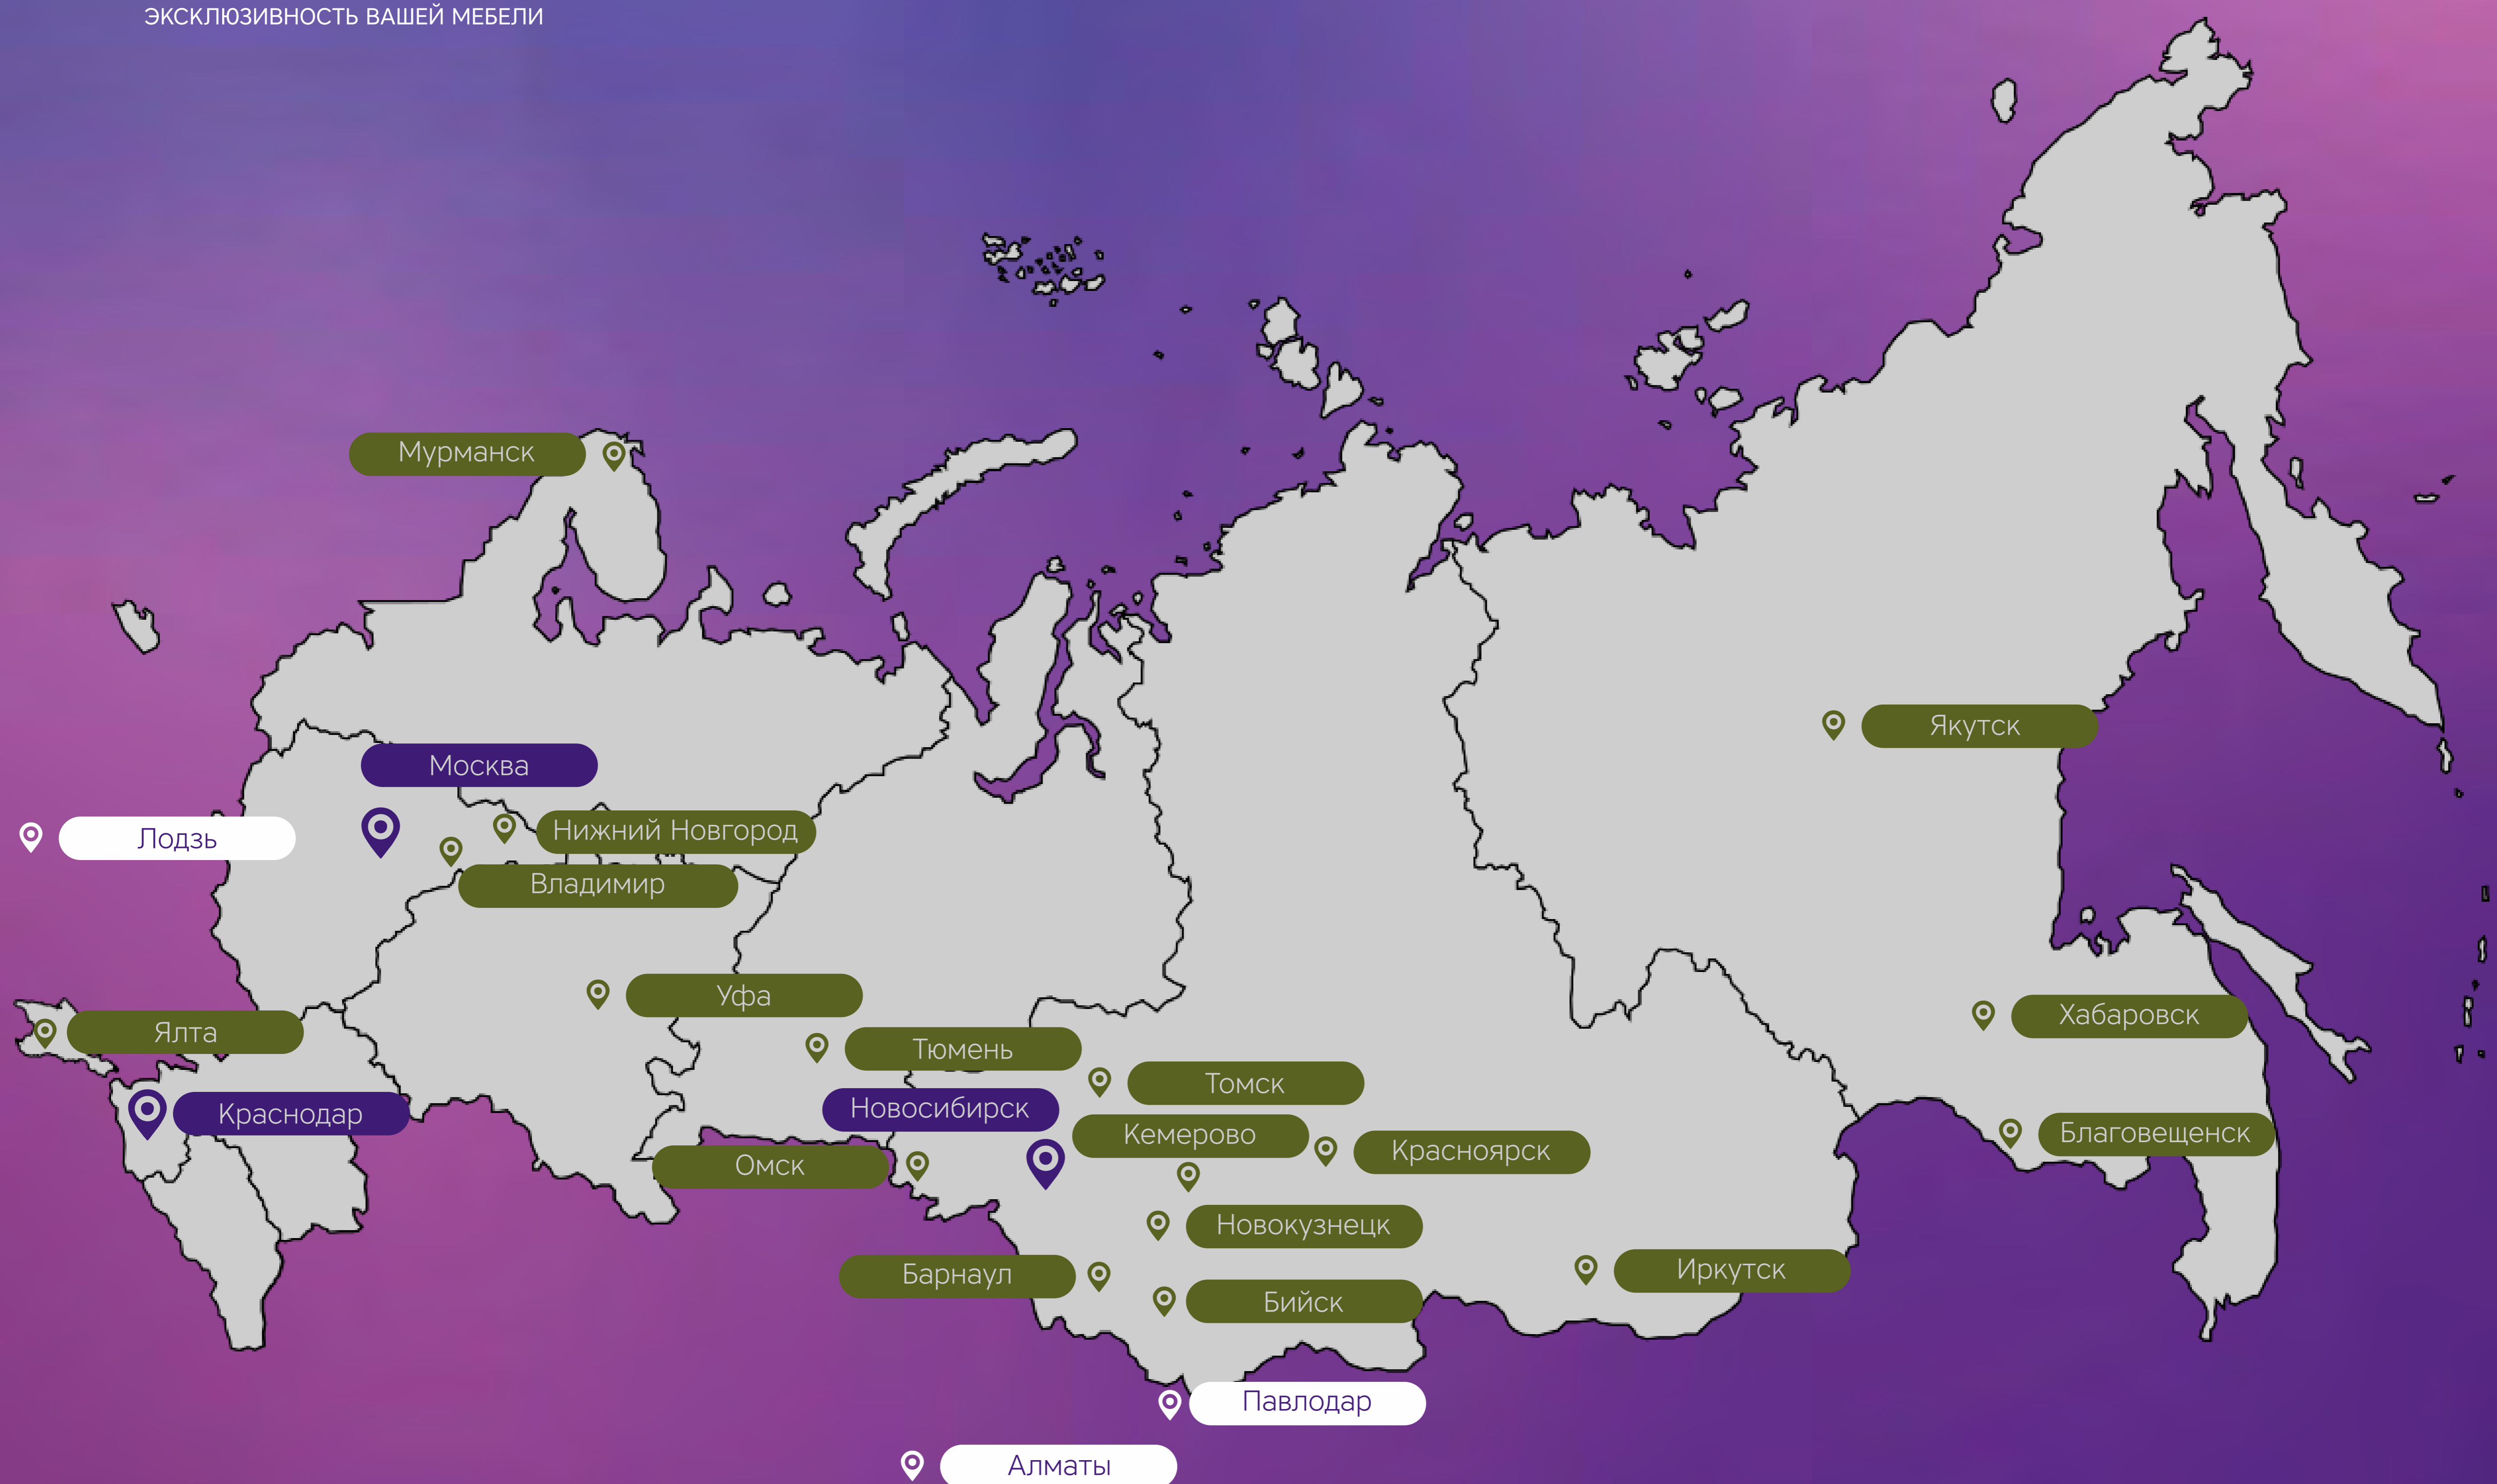 ЭКСКЛЮЗИВНОСТЬ ВАШЕЙ МЕБЕЛИ
Мурманск
Якутск
Москва
Нижний Новгород
Лодзь
Владимир
Уфа
Хабаровск
Ялта
Тюмень
Томск
Новосибирск
Краснодар
Кемерово
Благовещенск
Красноярск
Омск
Новокузнецк
Иркутск
Барнаул
Бийск
Павлодар
Алматы